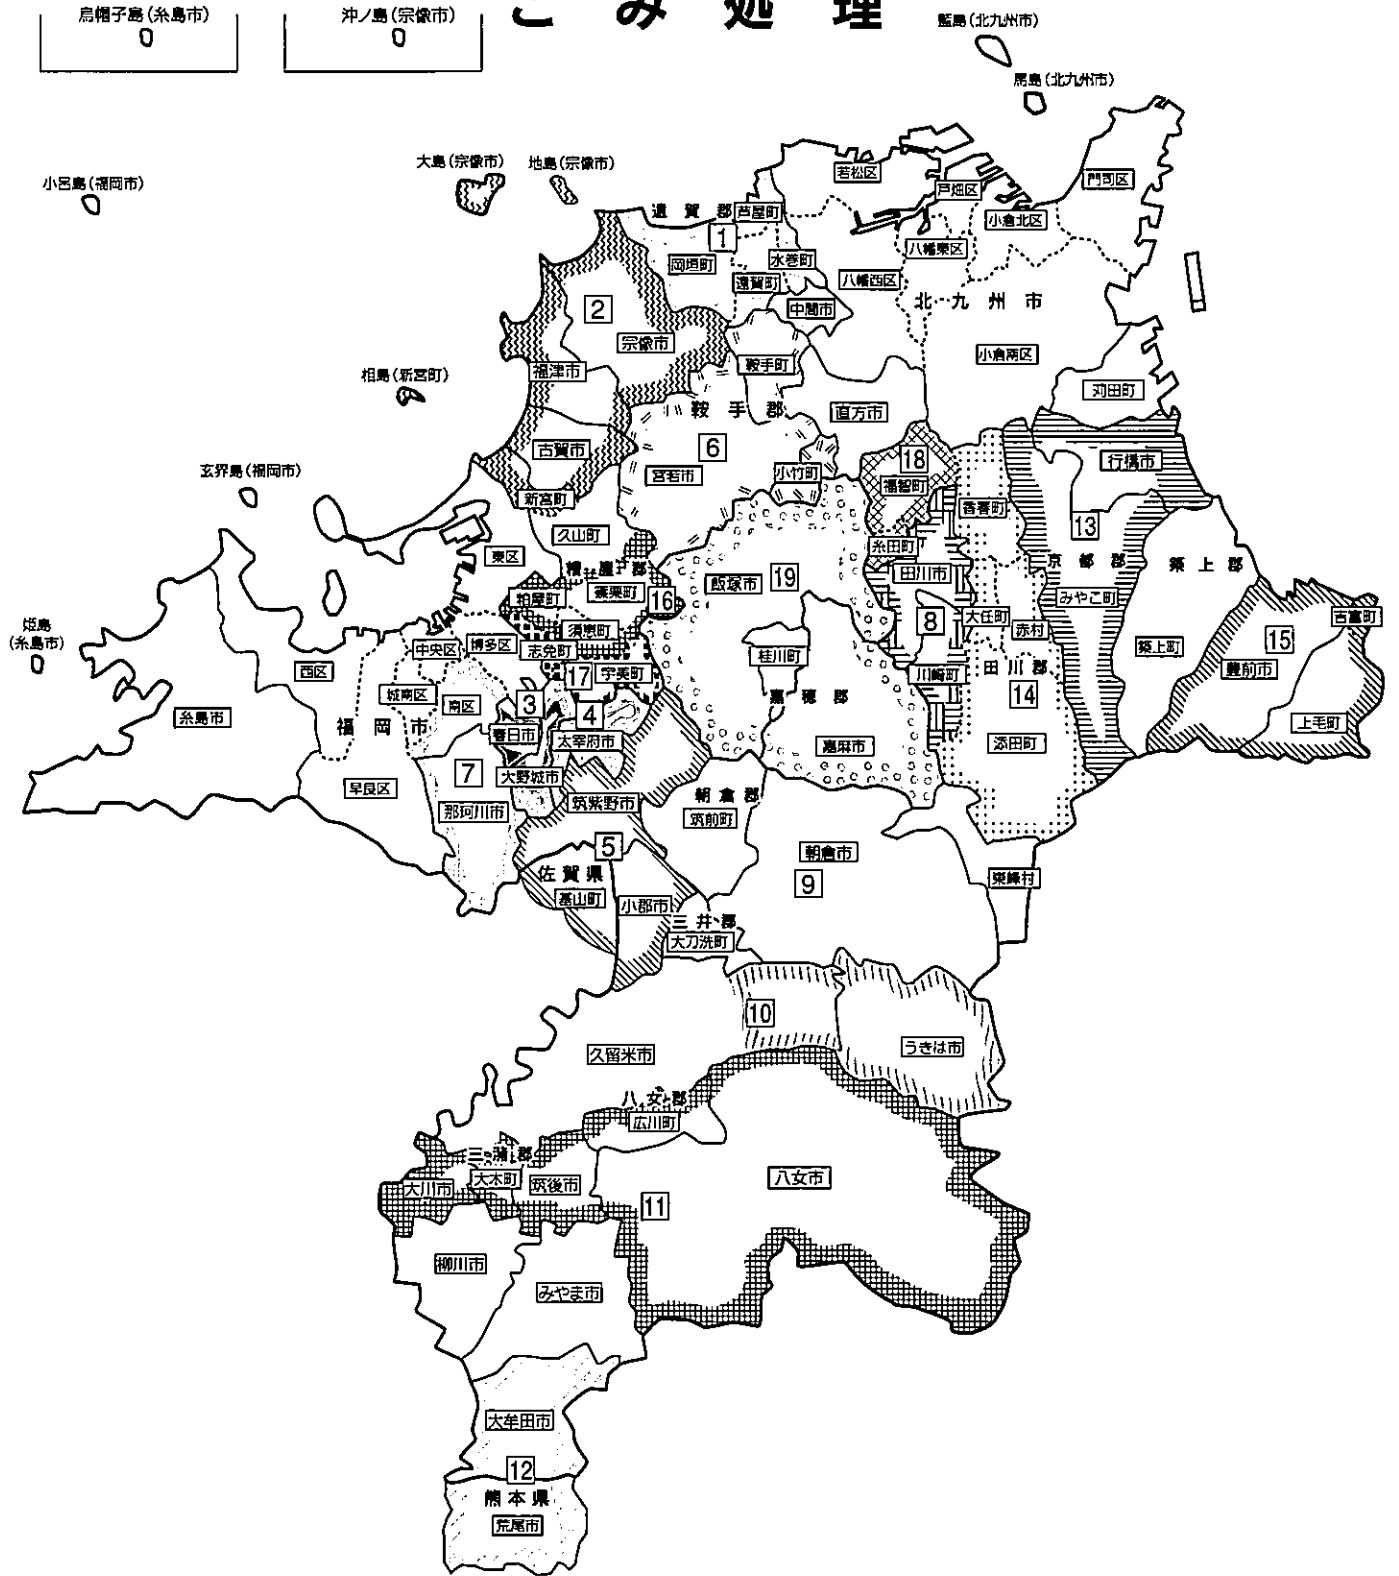 ごみ処理
烏帽子島(糸島市)
沖ノ島(宗像市)
藍島(北九州市)
馬島(北九州市)
大島(宗像市)
地島(宗像市)
小呂島(福岡市)
若松区
戸畑区
門司区
遠賀郡
芦屋町
小倉北区
1
岡垣町
水巻町
八幡東区
遠賀町
八幡西区
北九州市
2
中間市
宗像市
小倉南区
鞍手町
福津市
相島(新宮町)
苅田町
鞍手郡
直方市
古賀市
6
18
行橋市
玄界島(福岡市)
宮若市
小竹町
福智町
新宮町
香春町
13
久山町
糸田町
東区
糟屋郡
京都郡
築上郡
飯塚市
19
田川市
粕屋町
篠栗町
16
みやこ町
吉富町
姫島
(糸島市)
須恵町
8
大任町
赤村
15
中央区
博多区
志免町
桂川町
築上町
豊前市
西区
17
宇美町
川崎町
田川郡
城南区
南区
3
嘉穂郡
14
糸島市
福岡市
4
春日市
太宰府市
嘉麻市
添田町
上毛町
7
大野城市
早良区
朝倉郡
那珂川市
筑紫野市
筑前町
5
朝倉市
佐賀県
9
東峰村
基山町
小郡市
三井郡
大刀洗町
10
久留米市
うきは市
八女郡
広川町
三潴郡
大木町
大川市
筑後市
八女市
11
柳川市
みやま市
大牟田市
12
熊本県
荒尾市